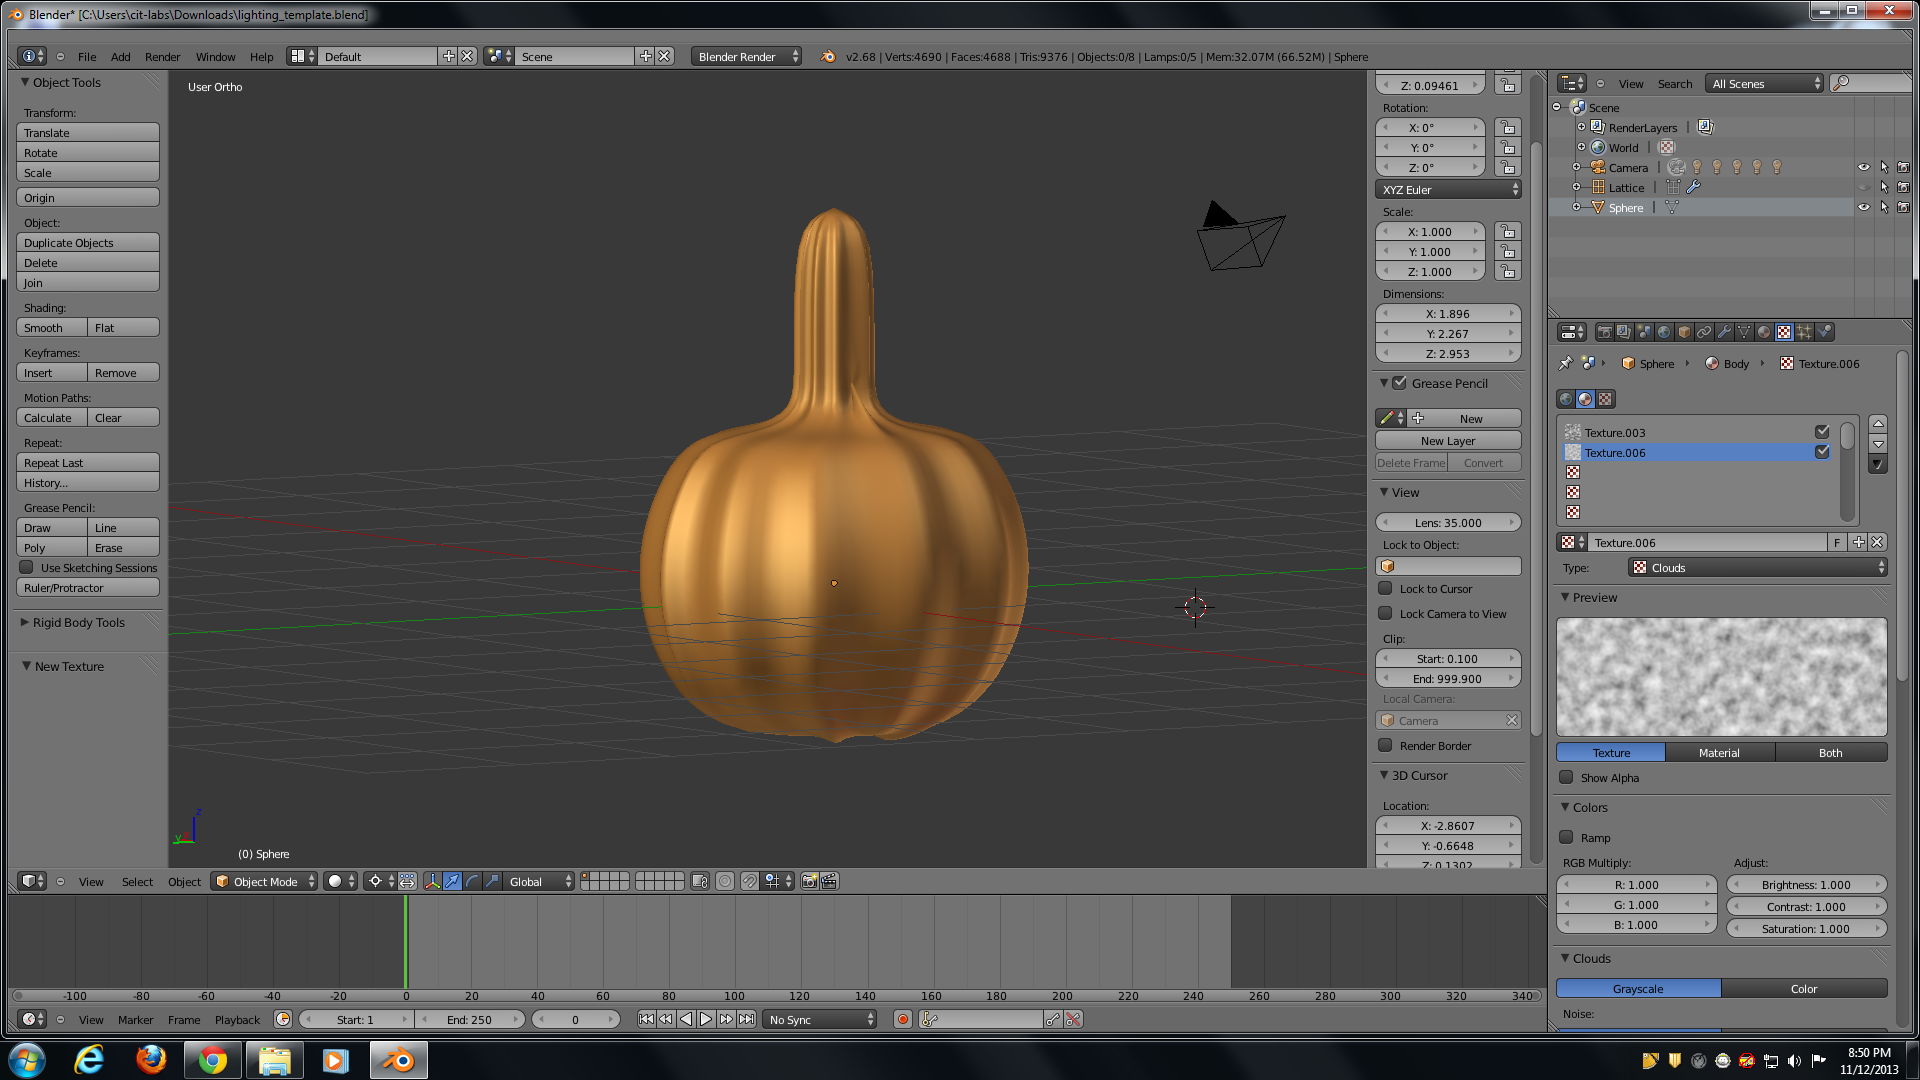 Blender* [C:\Users\cit-labs\Downloads\lighting_template.blend]
File Add Render Window Help Default Scene Blender Render v2.68 | Verts:4690 | Faces:4688 | Tris:9376 | Objects:0/8 | Lamps:0/5 | Mem:32.07M (66.52M) | Sphere
Object Tools
Transform:
Translate
Rotate
Scale
Origin
Object:
Duplicate Objects
Delete
Join
Shading:
Smooth Flat
Keyframes:
Insert Remove
Motion Paths:
Calculate Clear
Repeat:
Repeat Last
History...
Grease Pencil:
Draw Line
Poly Erase
Use Sketching Sessions
Ruler/Protractor
Rigid Body Tools
New Texture
User Ortho
z
y
(0) Sphere
Z: 0.09461
Rotation:
X: 0°
Y: 0°
Z: 0°
XYZ Euler
Scale:
X: 1.000
Y: 1.000
Z: 1.000
Dimensions:
X: 1.896
Y: 2.267
Z: 2.953
Grease Pencil
New
New Layer
Delete Frame Convert
View
Lens: 35.000
Lock to Object:
Lock to Cursor
Lock Camera to View
Clip:
Start: 0.100
End: 999.900
Local Camera:
Camera
Render Border
3D Cursor
Location:
X: -2.8607
Y: -0.6648
Z: 0.1302
View Search All Scenes
Scene
RenderLayers |
World |
Camera |
Lattice |
Sphere |
Sphere Body Texture.006
Texture.003
Texture.006
Texture.006 F
Type: Clouds
Preview
Texture Material Both
Show Alpha
Colors
Ramp
RGB Multiply: Adjust:
R: 1.000 Brightness: 1.000
G: 1.000 Contrast: 1.000
B: 1.000 Saturation: 1.000
Clouds
Grayscale Color
Noise:
View Select Object Object Mode Global
-100 -80 -60 -40 -20 0 20 40 60 80 100 120 140 160 180 200 220 240 260 280 300 320 340
View Marker Frame Playback Start: 1 End: 250 0 No Sync
8:50 PM
11/12/2013